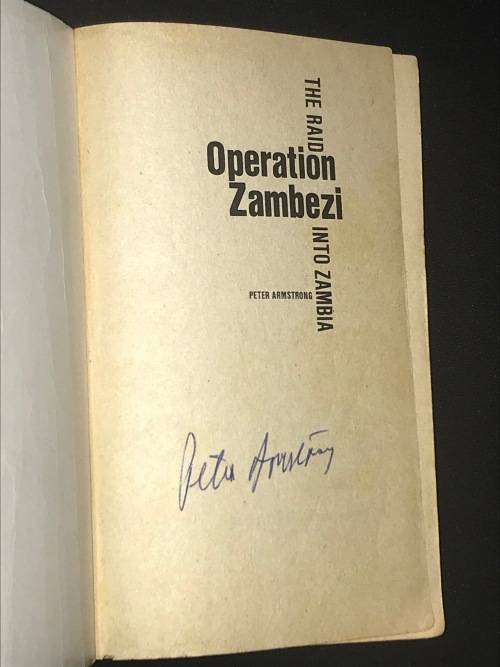 THE RAID
Operation
Zambezi
INTO ZAMBIA
PETER ARMSTRONG
Peter Armstrong